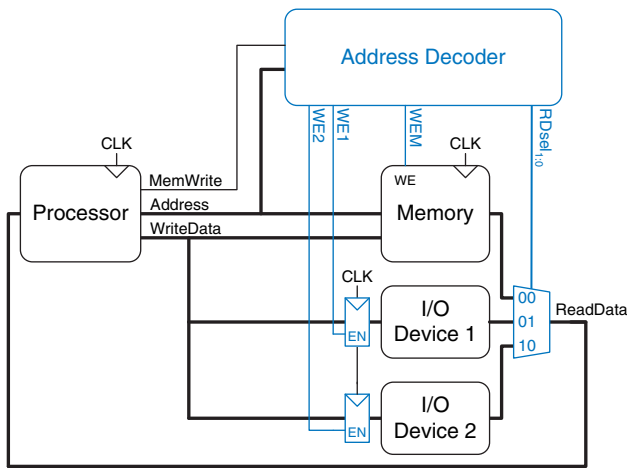 Address Decoder
WE2
WE1
WEM
RDsel1:0
CLK
CLK
MemWrite
WE
Processor
Address
Memory
WriteData
CLK
I/O
Device 1
EN
00
01
10
ReadData
I/O
Device 2
EN